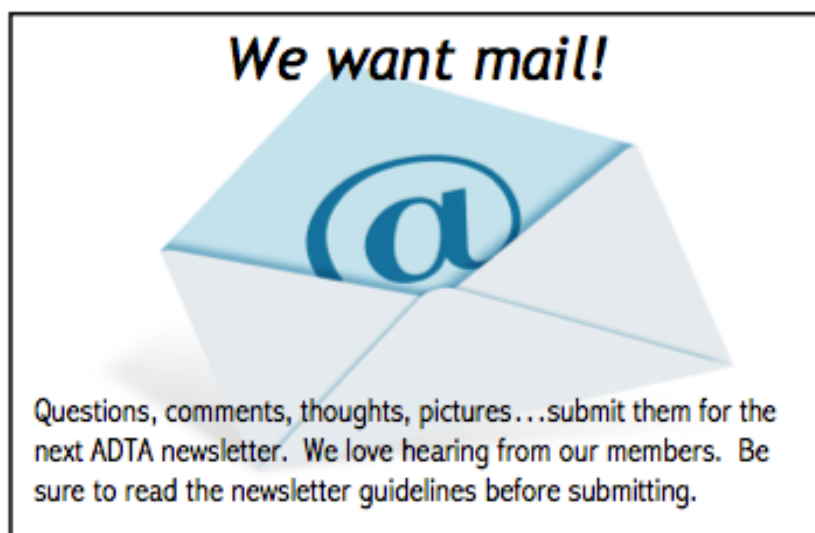 We want mail!
@
Questions, comments, thoughts, pictures...submit them for the
next ADTA newsletter.  We love hearing from our members.  Be
sure to read the newsletter guidelines before submitting.